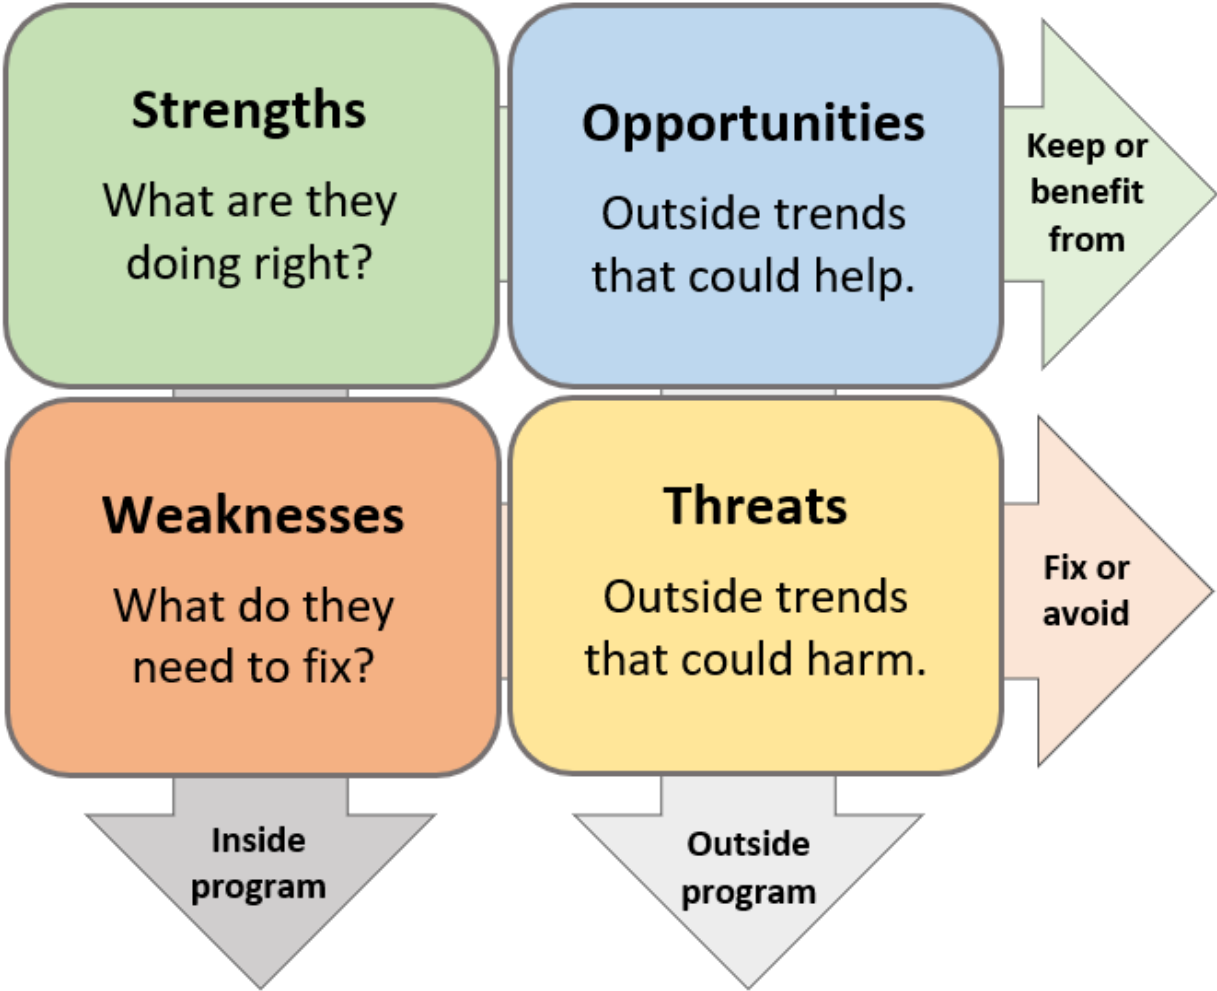 Strengths
What are they
doing right?
Opportunities
Outside trends
that could help.
Keep or
benefit
from
Weaknesses
What do they
need to fix?
Threats
Outside trends
that could harm.
Fix or
avoid
Inside
program
Outside
program